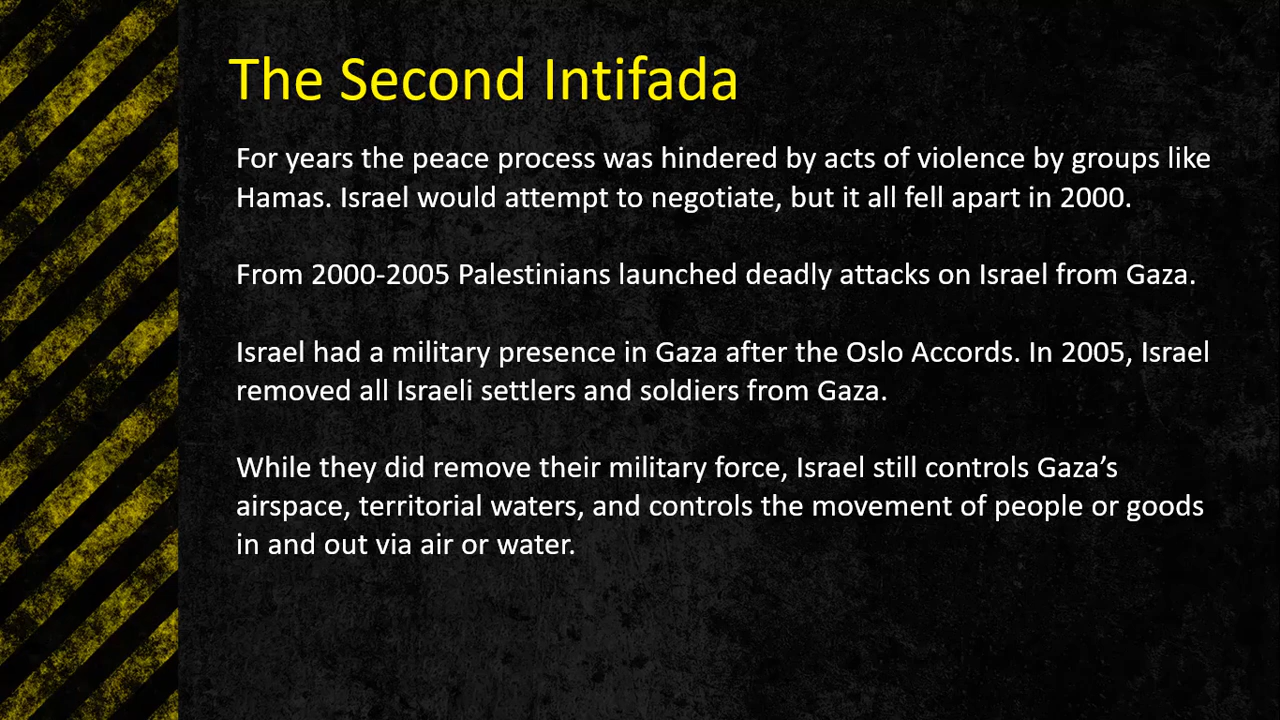 The Second Intifada
For years the peace process was hindered by acts of violence by groups like
Hamas. Israel would attempt to negotiate, but it all fell apart in 2000.
From 2000-2005 Palestinians launched deadly attacks on Israel from Gaza.
Israel had a military presence in Gaza after the Oslo Accords. In 2005, Israel
removed all Israeli settlers and soldiers from Gaza.
While they did remove their military force, Israel still controls Gaza’s
airspace, territorial waters, and controls the movement of people or goods
in and out via air or water.